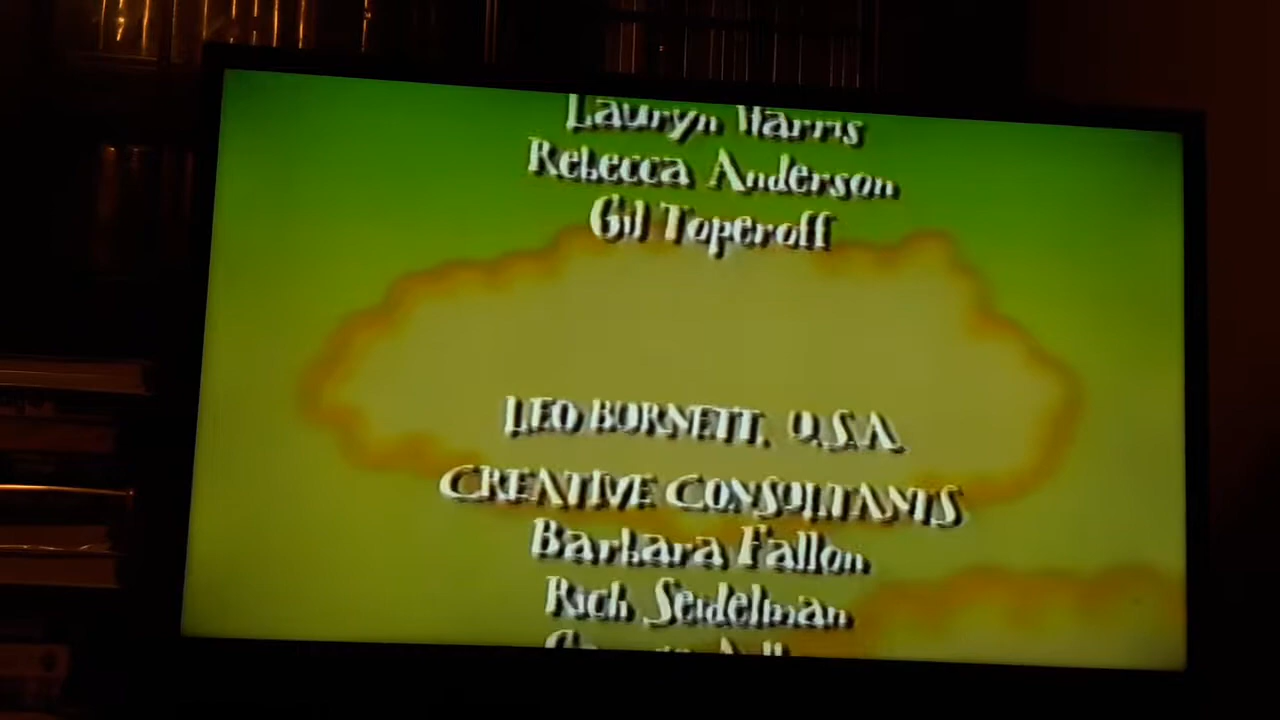 Lauryn Harris
Rebecca Anderson
Gil Toperoff
LEO BURNETT, U.S.A.
CREATIVE CONSULTANTS
Barbara Fallon
Rich Seidelman